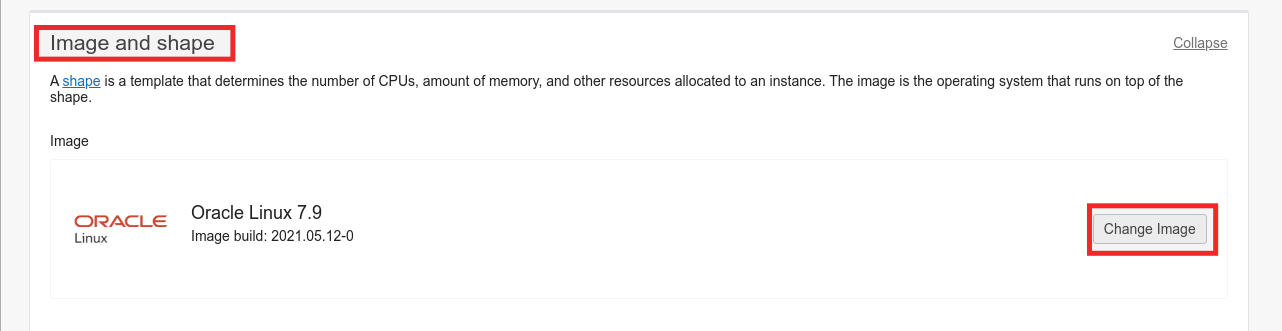 Image and shape
Collapse
A shape is a template that determines the number of CPUs, amount of memory, and other resources allocated to an instance. The image is the operating system that runs on top of the
shape.
Image
ORACLE
Linux
Oracle Linux 7.9
Image build: 2021.05.12-0
Change Image